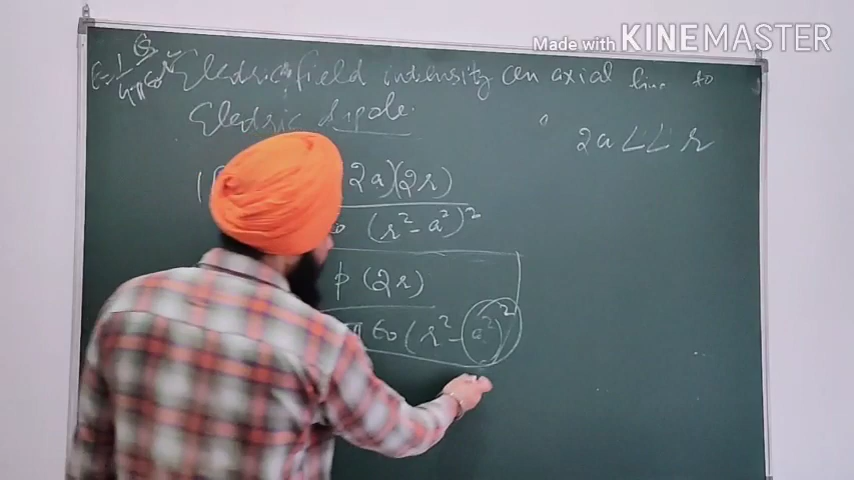 Made with KINEMASTER
E = 1/4πε₀ Electric field intensity on axial line to
Electric dipole.
2a << r
2a)(2r)
(r² - a²)²
p (2r)
π ε₀ (r² - a²)²